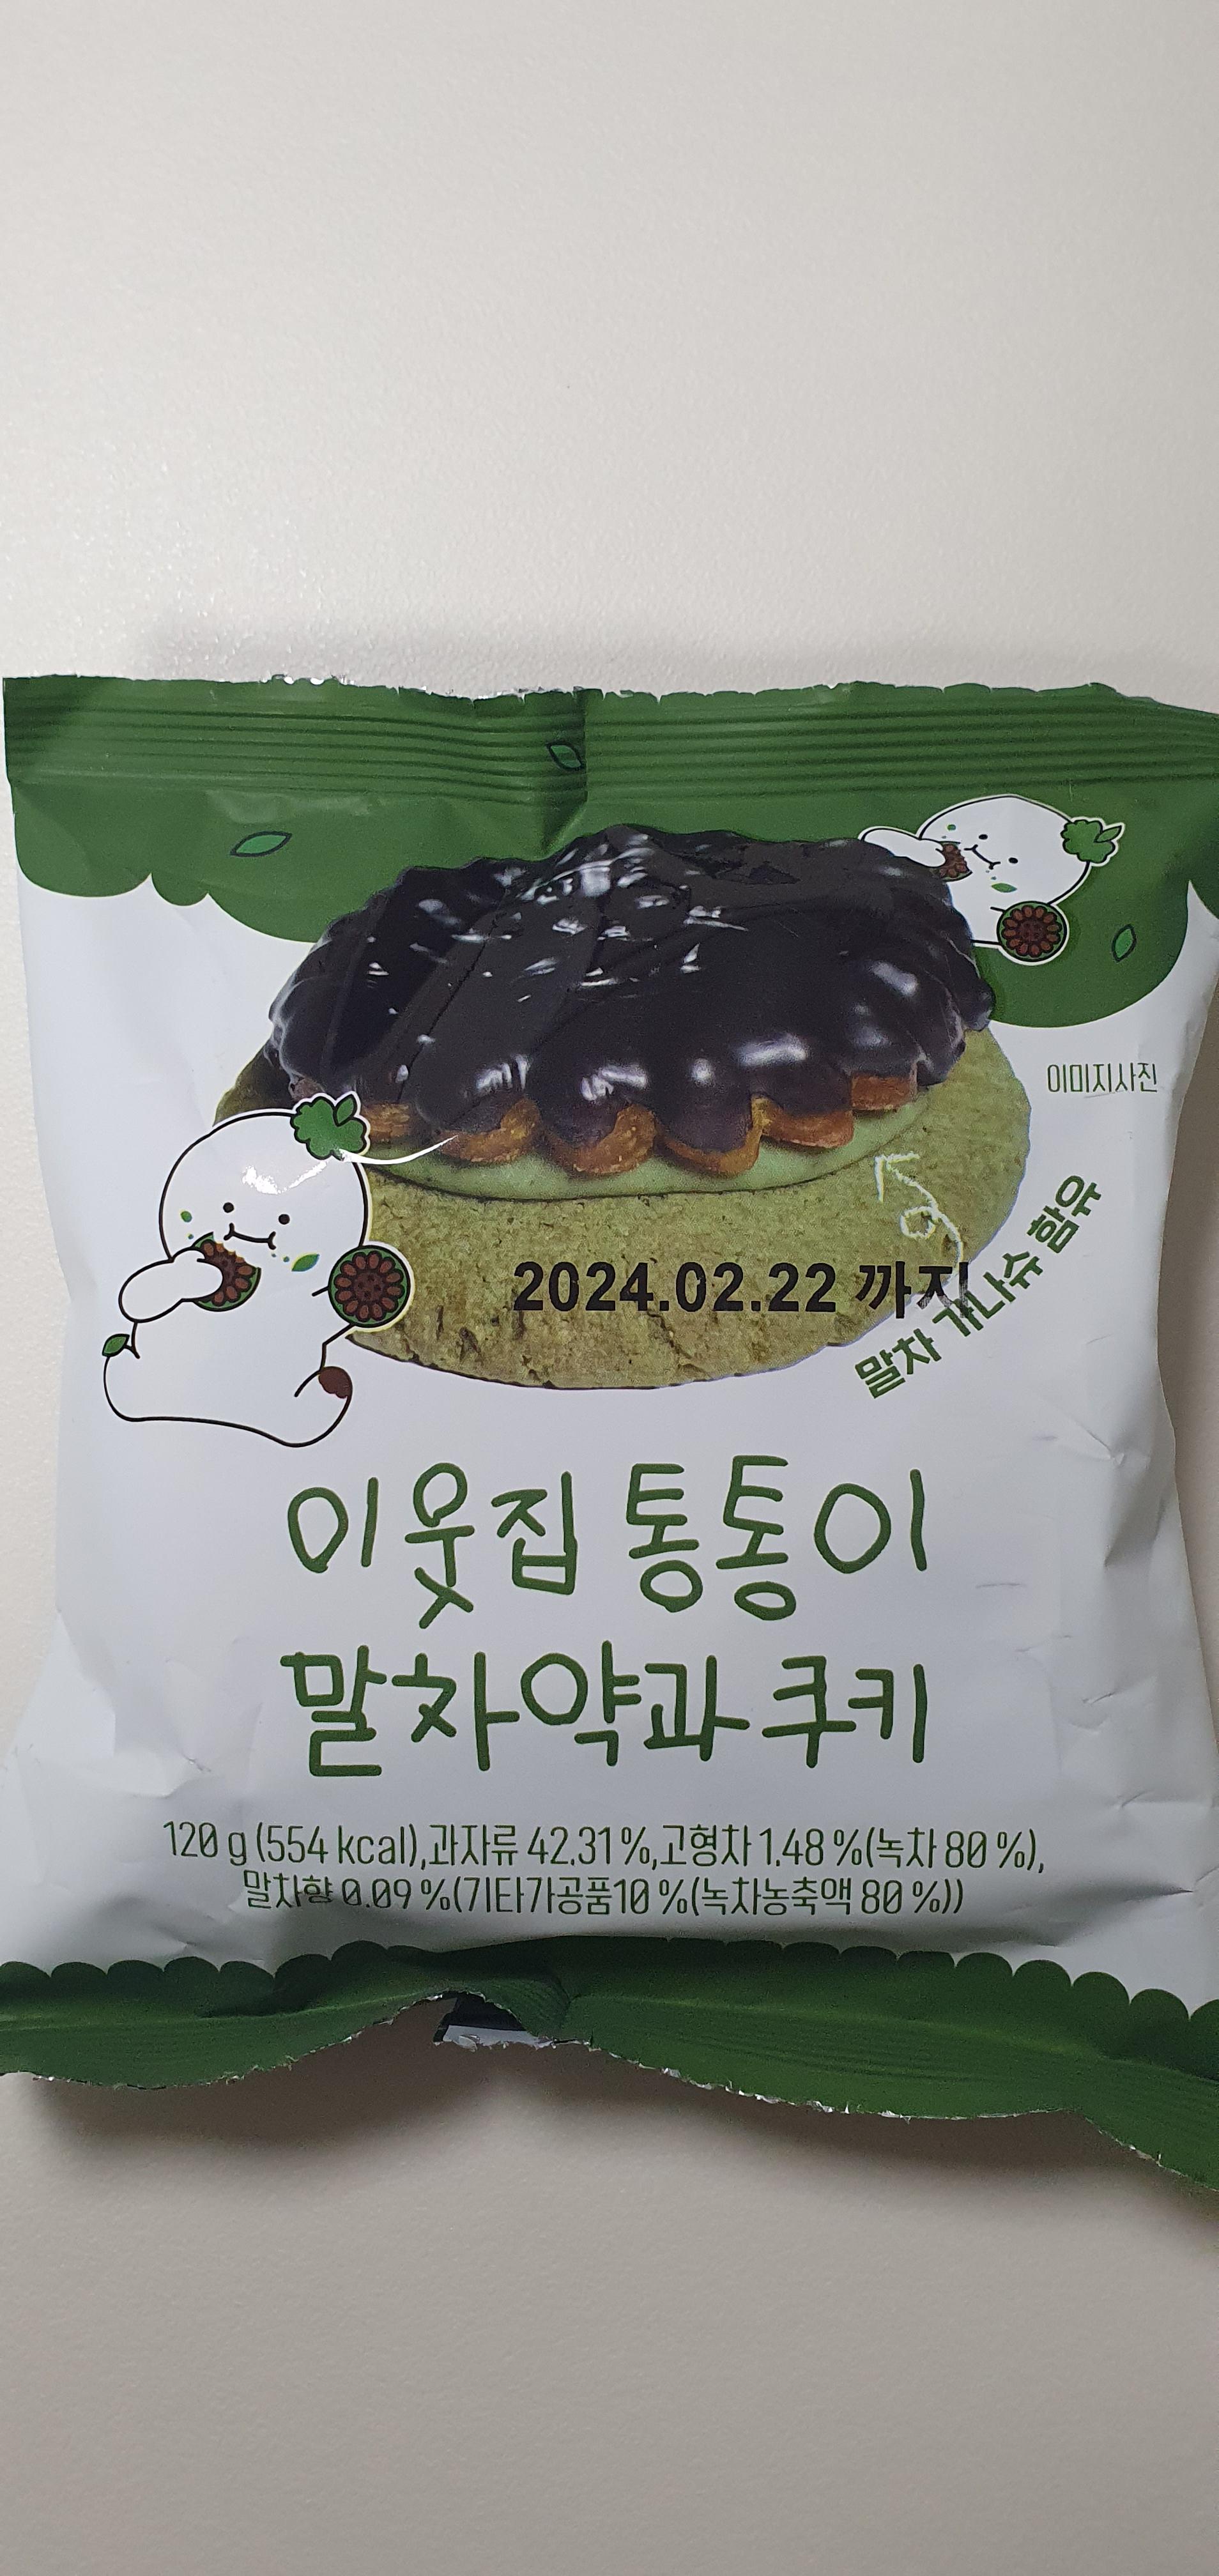 이미지사진
2024.02.22 까지
말차 가나슈 함유
이웃집 통통이
말차약과쿠키
120 g (554 kcal),과자류 42.31 %,고형차 1.48 %(녹차 80 %),
말차향 0.09 %(기타가공품10 %(녹차농축액 80 %))